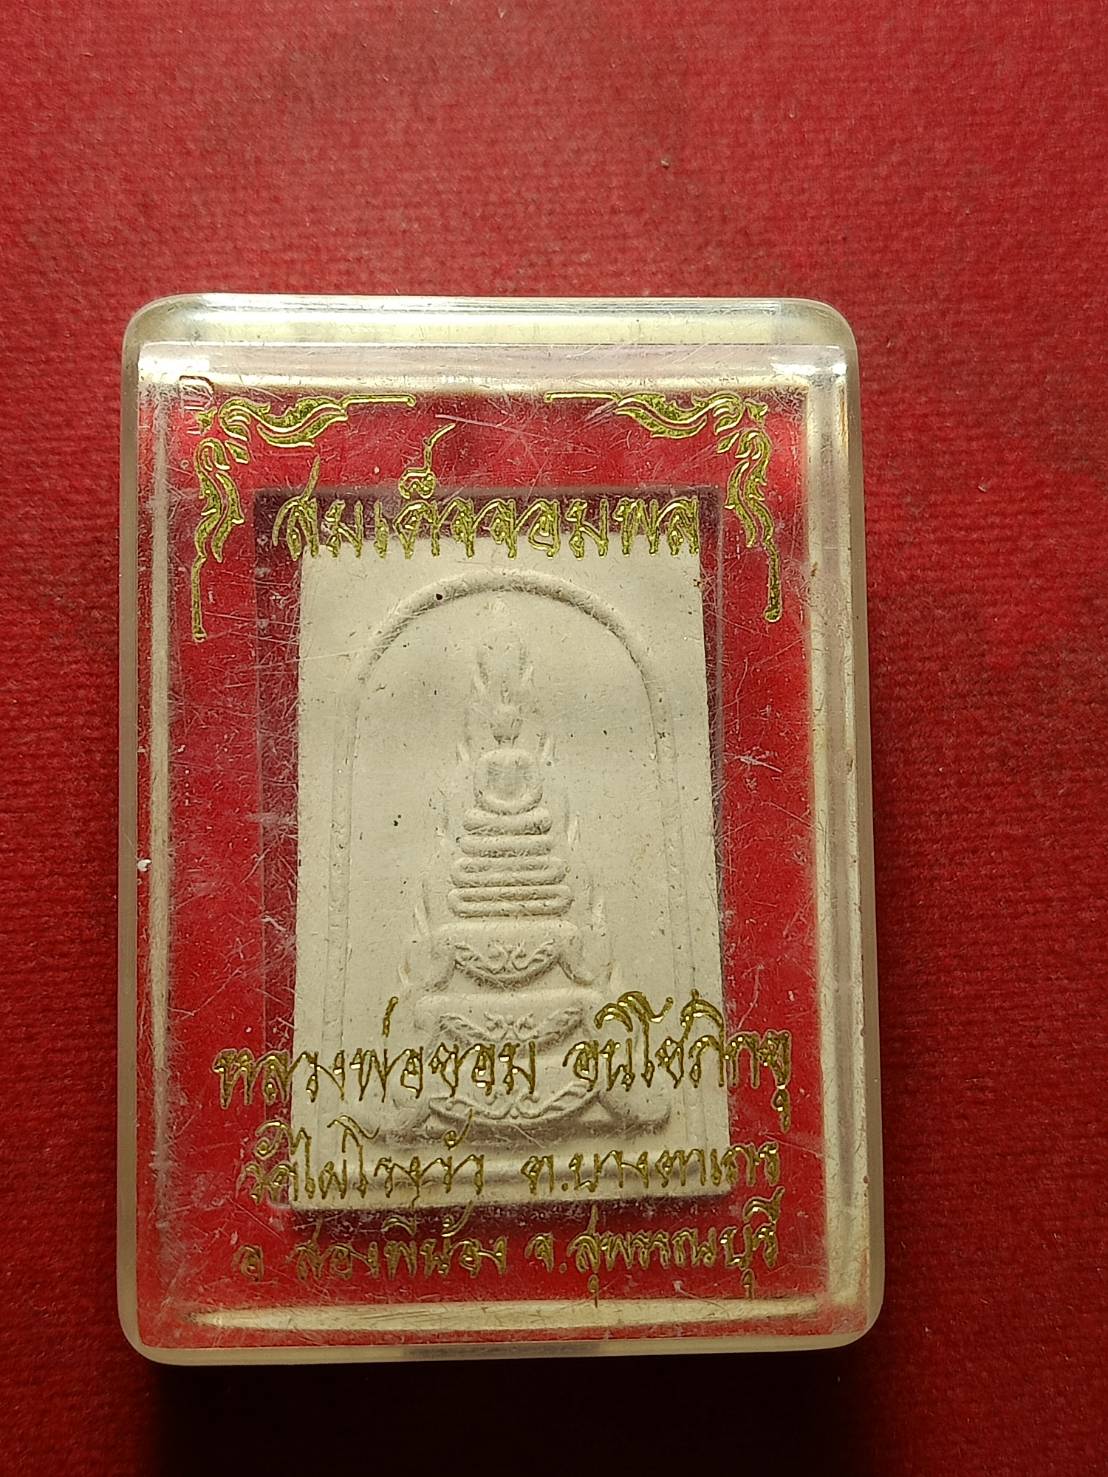 สมเด็จจอมพล
หลวงพ่อขอม อนิโชภิกขุ
วัดไผ่โรงวัว ต.บางตาเถร
อ สองพี่น้อง จ.สุพรรณบุรี